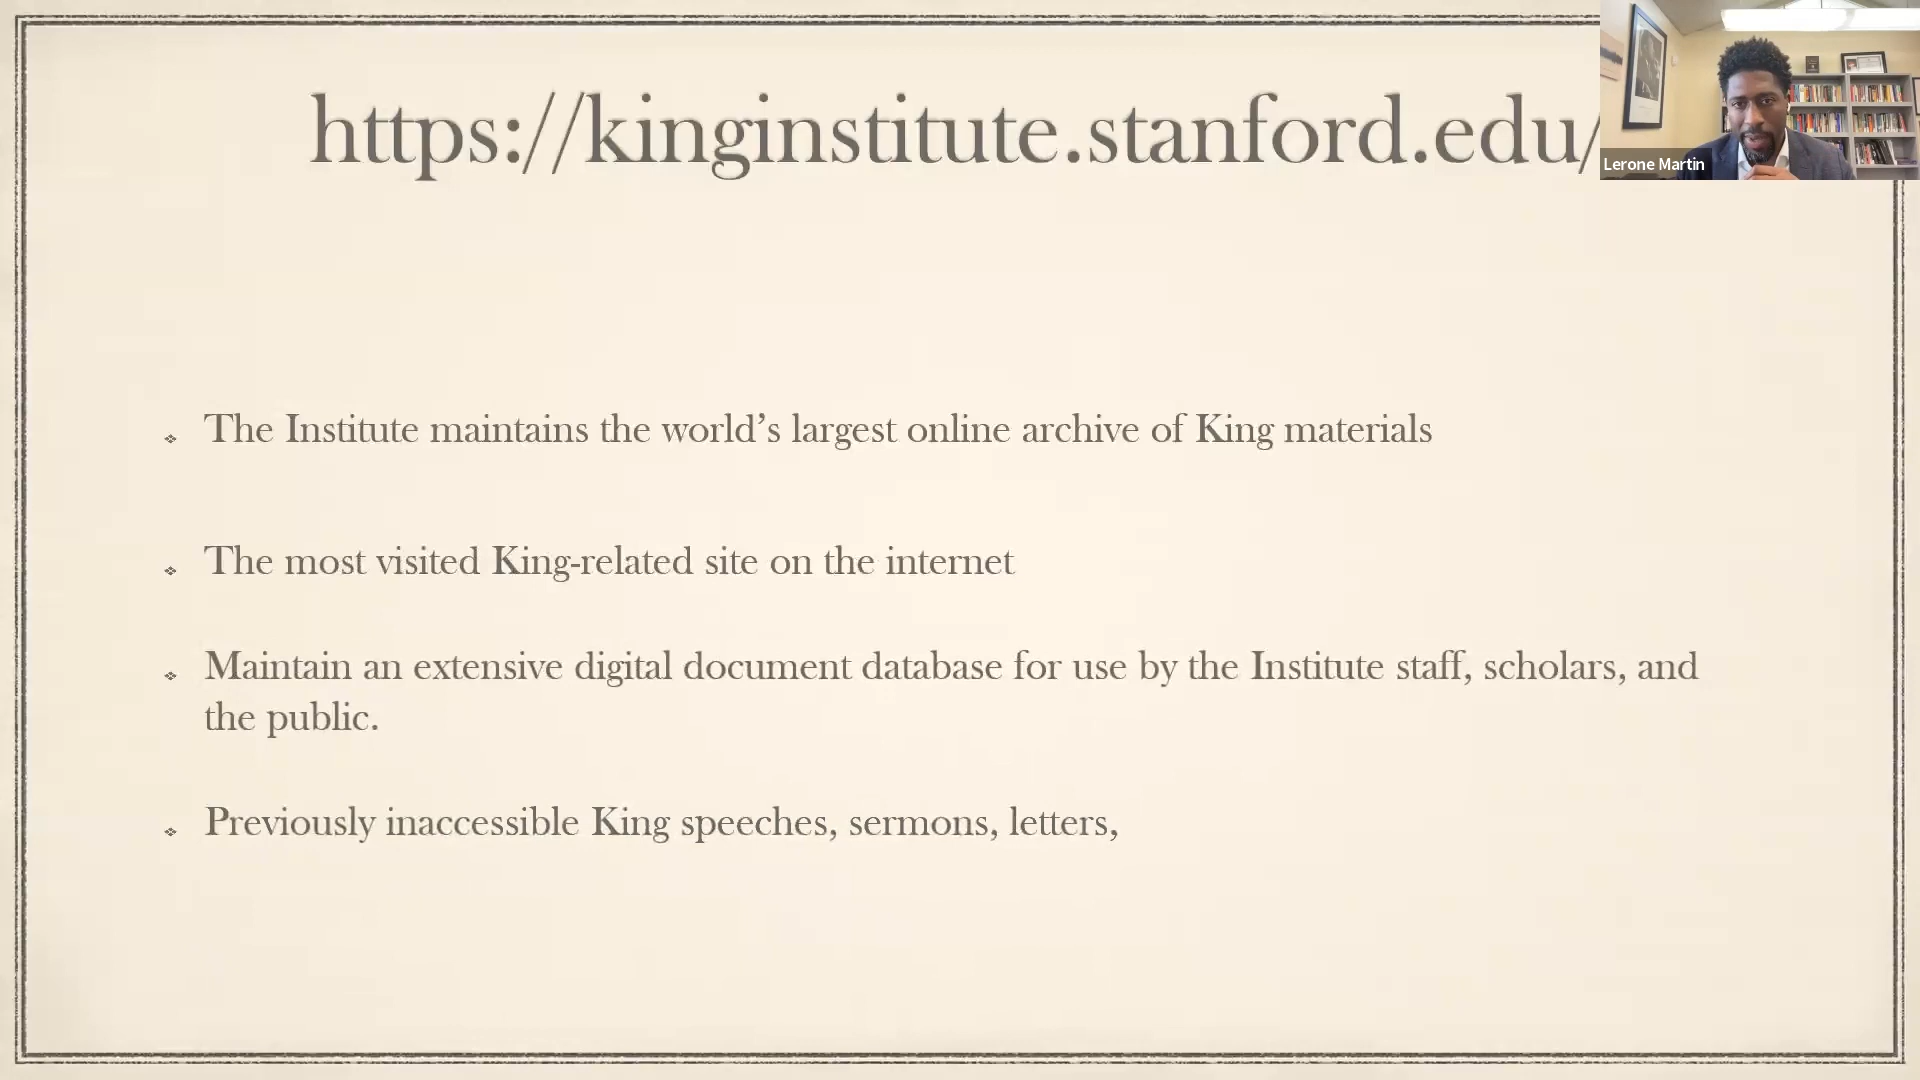 https://kinginstitute.stanford.edu/
Lerone Martin
The Institute maintains the world’s largest online archive of King materials
The most visited King-related site on the internet
Maintain an extensive digital document database for use by the Institute staff, scholars, and
the public.
Previously inaccessible King speeches, sermons, letters,